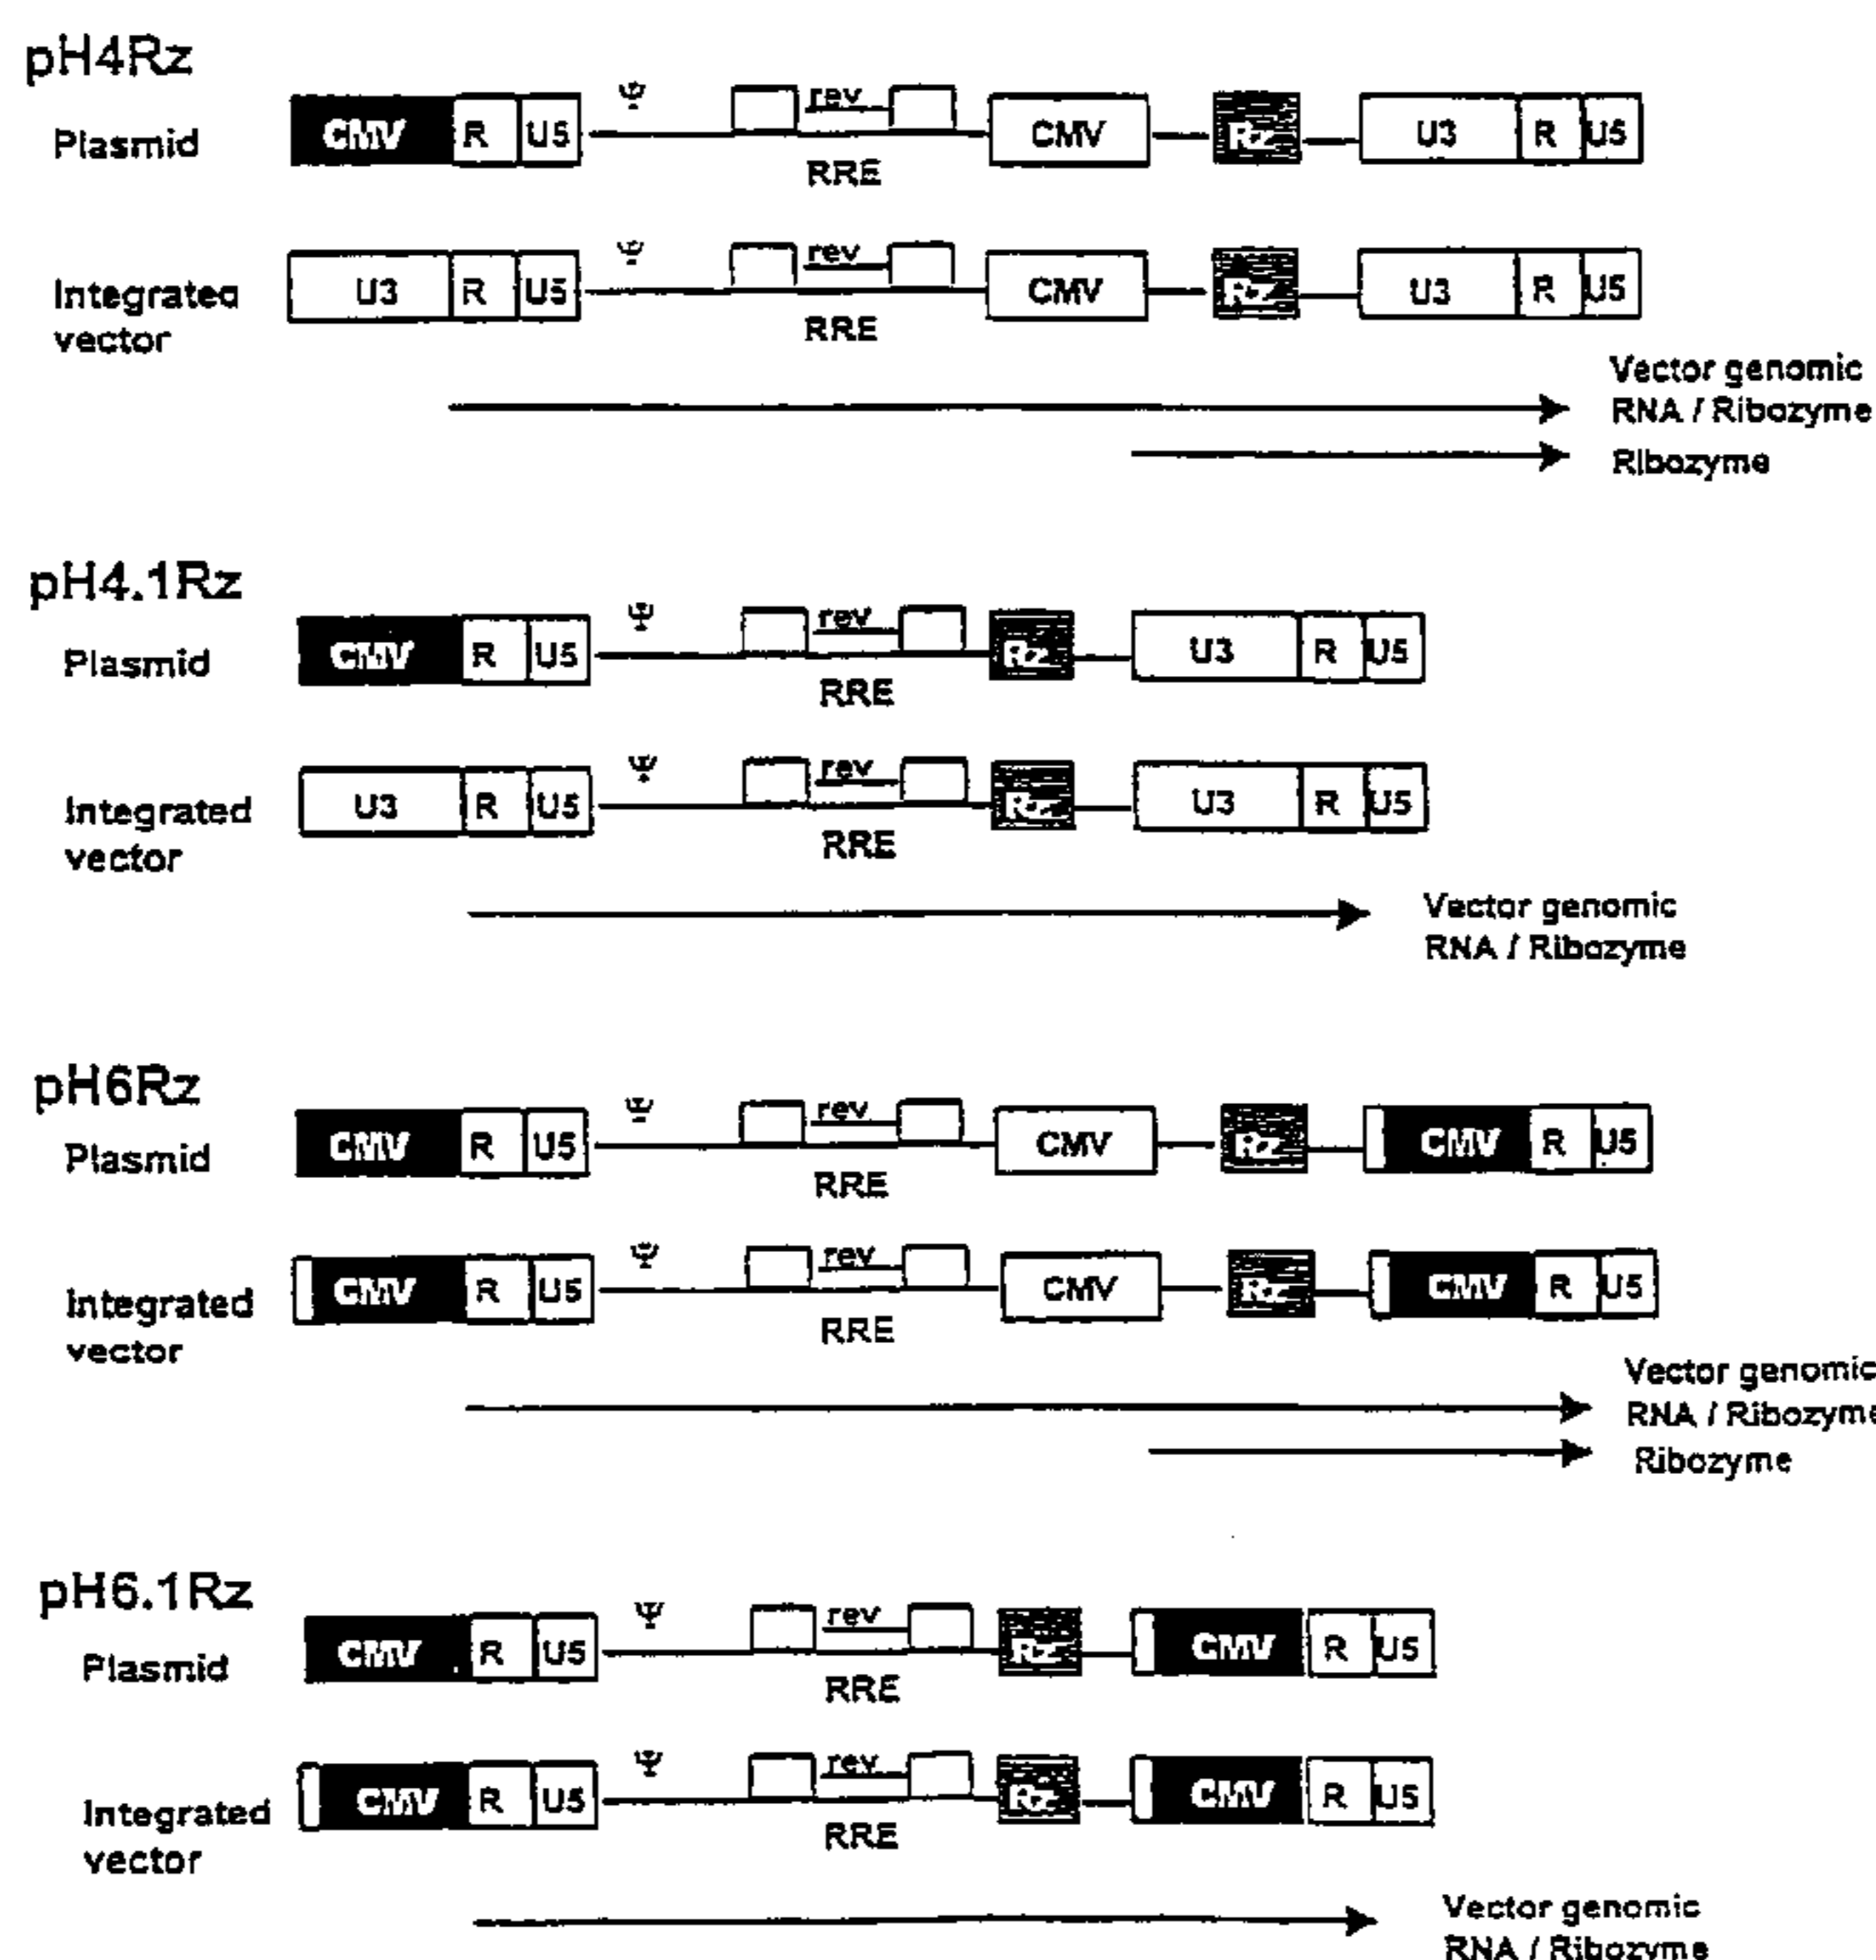 pH4Rz
Ψ
Plasmid CMV R U5 rev CMV Rz U3 R U5
RRE
Ψ
Integrated U3 R U5 rev CMV Rz U3 R U5
vector RRE
Vector genomic
RNA / Ribozyme
Ribozyme
pH4.1Rz
Ψ
Plasmid CMV R U5 rev Rz U3 R U5
RRE
Ψ
Integrated U3 R U5 rev Rz U3 R U5
vector RRE
Vector genomic
RNA / Ribozyme
pH6Rz
Ψ
Plasmid CMV R U5 rev CMV Rz CMV R U5
RRE
Ψ
Integrated CMV R U5 rev CMV Rz CMV R U5
vector RRE
Vector genomic
RNA / Ribozyme
Ribozyme
pH6.1Rz
Ψ
Plasmid CMV R U5 rev Rz CMV R U5
RRE
Ψ
Integrated CMV R U5 rev Rz CMV R U5
vector RRE
Vector genomic
RNA / Ribozyme